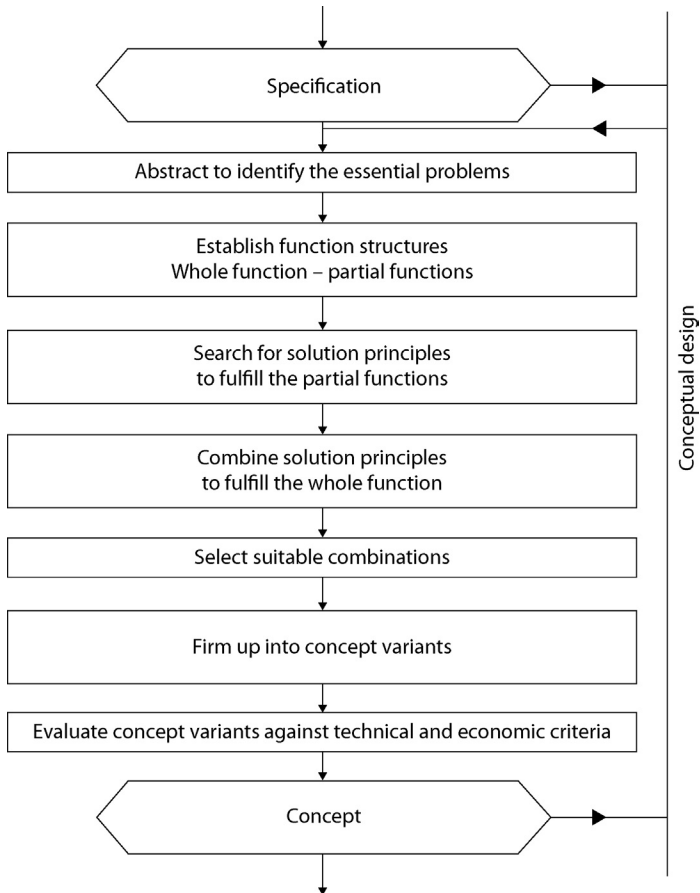 Specification
Abstract to identify the essential problems
Establish function structures
Whole function – partial functions
Search for solution principles
to fulfill the partial functions
Combine solution principles
to fulfill the whole function
Select suitable combinations
Firm up into concept variants
Evaluate concept variants against technical and economic criteria
Concept
Conceptual design